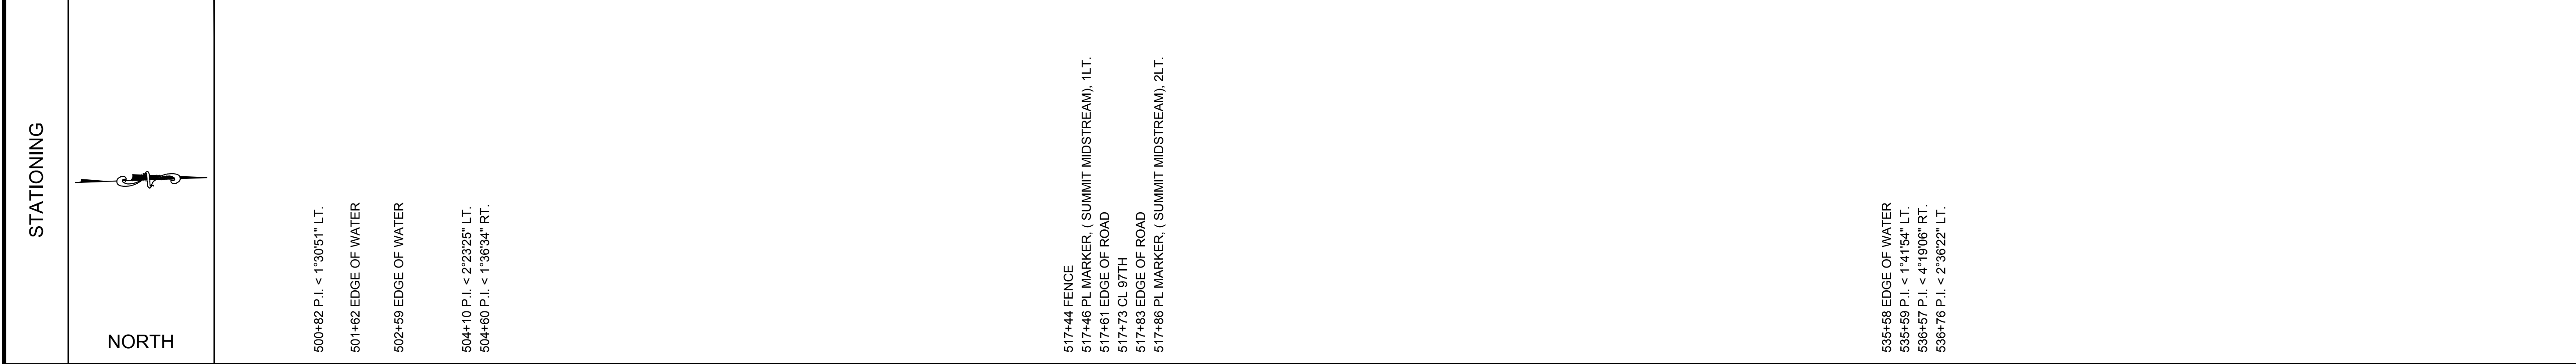 STATIONING
NORTH
500+82 P.I. < 1°30'51" LT.
501+62 EDGE OF WATER
502+59 EDGE OF WATER
504+10 P.I. < 2°23'25" LT.
504+60 P.I. < 1°36'34" RT.
517+44 FENCE
517+46 PL MARKER, ( SUMMIT MIDSTREAM), 1LT.
517+61 EDGE OF ROAD
517+73 CL 97TH
517+83 EDGE OF ROAD
517+86 PL MARKER, ( SUMMIT MIDSTREAM), 2LT.
535+58 EDGE OF WATER
535+59 P.I. < 1°41'54" LT.
536+57 P.I. < 4°19'06" RT.
536+76 P.I. < 2°36'22" LT.